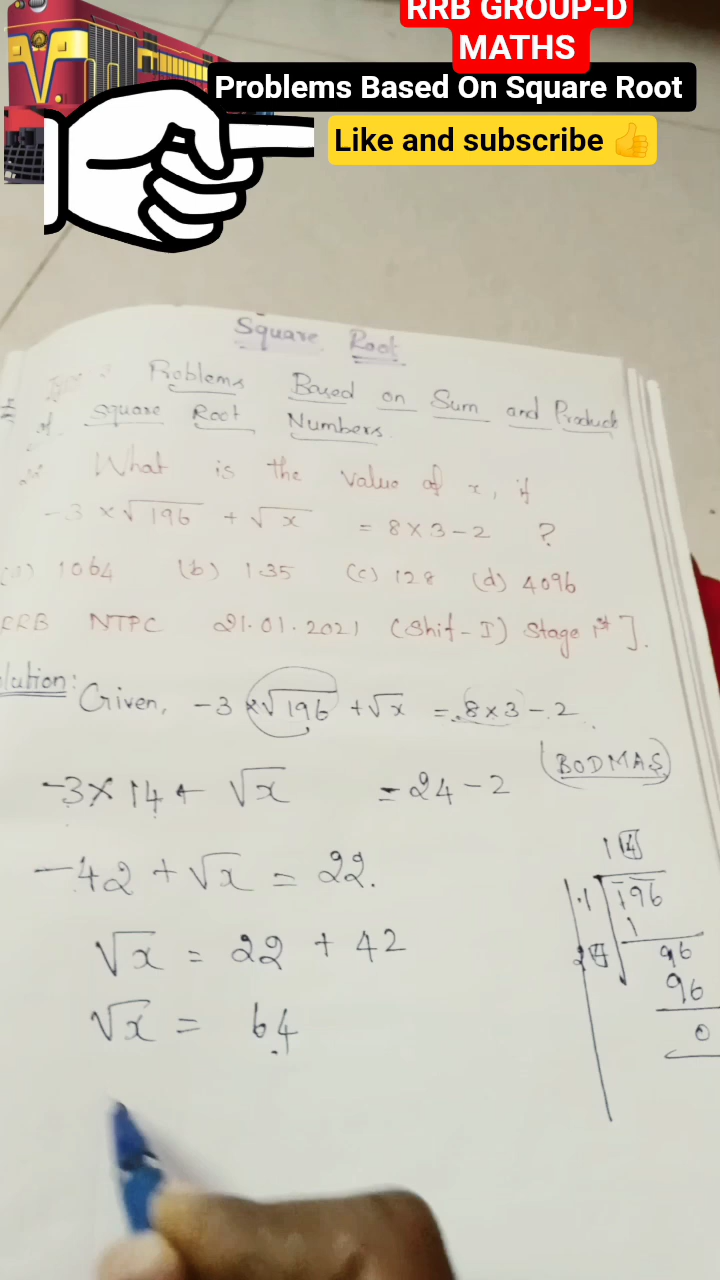 RRB GROUP-D
MATHS
Problems Based On Square Root
Like and subscribe 👍
Square Root
Problems Based on Sum and Product
of Square Root Numbers.
What is the value of x, if
-3 × √196 + √x = 8×3-2 ?
(a) 1064 (b) 135 (c) 128 (d) 4096
RRB NTPC 21.01.2021 (Shif-I) Stage 1st].
lution:
Given, -3 × √196 + √x = 8×3-2
(BODMAS)
-3 × 14 + √x = 24-2
-42 + √x = 22.
√x = 22 + 42
√x = 64
14
1 √196
1
24 96
96
0